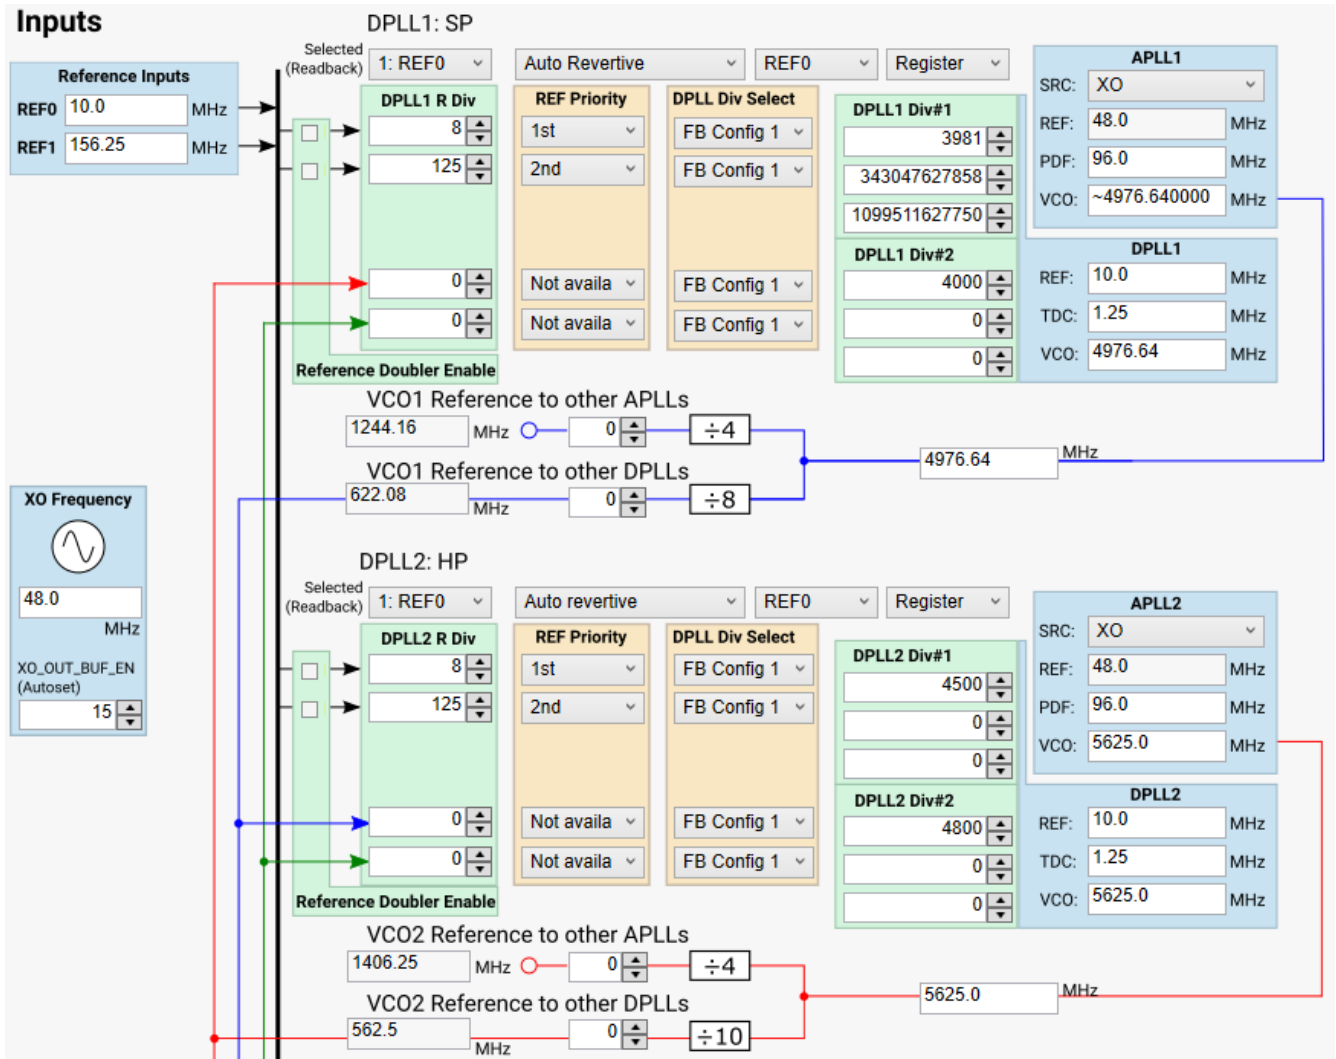 Inputs
DPLL1: SP
Selected
(Readback)
1: REF0
Auto Revertive
REF0
Register
Reference Inputs
REF0 10.0 MHz
REF1 156.25 MHz
DPLL1 R Div
8
125
0
0
Reference Doubler Enable
REF Priority
1st
2nd
Not availa
Not availa
DPLL Div Select
FB Config 1
FB Config 1
FB Config 1
FB Config 1
DPLL1 Div#1
3981
343047627858
1099511627750
DPLL1 Div#2
4000
0
0
APLL1
SRC: XO
REF: 48.0 MHz
PDF: 96.0 MHz
VCO: ~4976.640000 MHz
DPLL1
REF: 10.0 MHz
TDC: 1.25 MHz
VCO: 4976.64 MHz
VCO1 Reference to other APLLs
1244.16 MHz 0 ÷4
VCO1 Reference to other DPLLs
622.08 MHz 0 ÷8
4976.64 MHz
XO Frequency
48.0
MHz
XO_OUT_BUF_EN
(Autoset)
15
DPLL2: HP
Selected
(Readback)
1: REF0
Auto revertive
REF0
Register
DPLL2 R Div
8
125
0
0
Reference Doubler Enable
REF Priority
1st
2nd
Not availa
Not availa
DPLL Div Select
FB Config 1
FB Config 1
FB Config 1
FB Config 1
DPLL2 Div#1
4500
0
0
DPLL2 Div#2
4800
0
0
APLL2
SRC: XO
REF: 48.0 MHz
PDF: 96.0 MHz
VCO: 5625.0 MHz
DPLL2
REF: 10.0 MHz
TDC: 1.25 MHz
VCO: 5625.0 MHz
VCO2 Reference to other APLLs
1406.25 MHz 0 ÷4
VCO2 Reference to other DPLLs
562.5 MHz 0 ÷10
5625.0 MHz